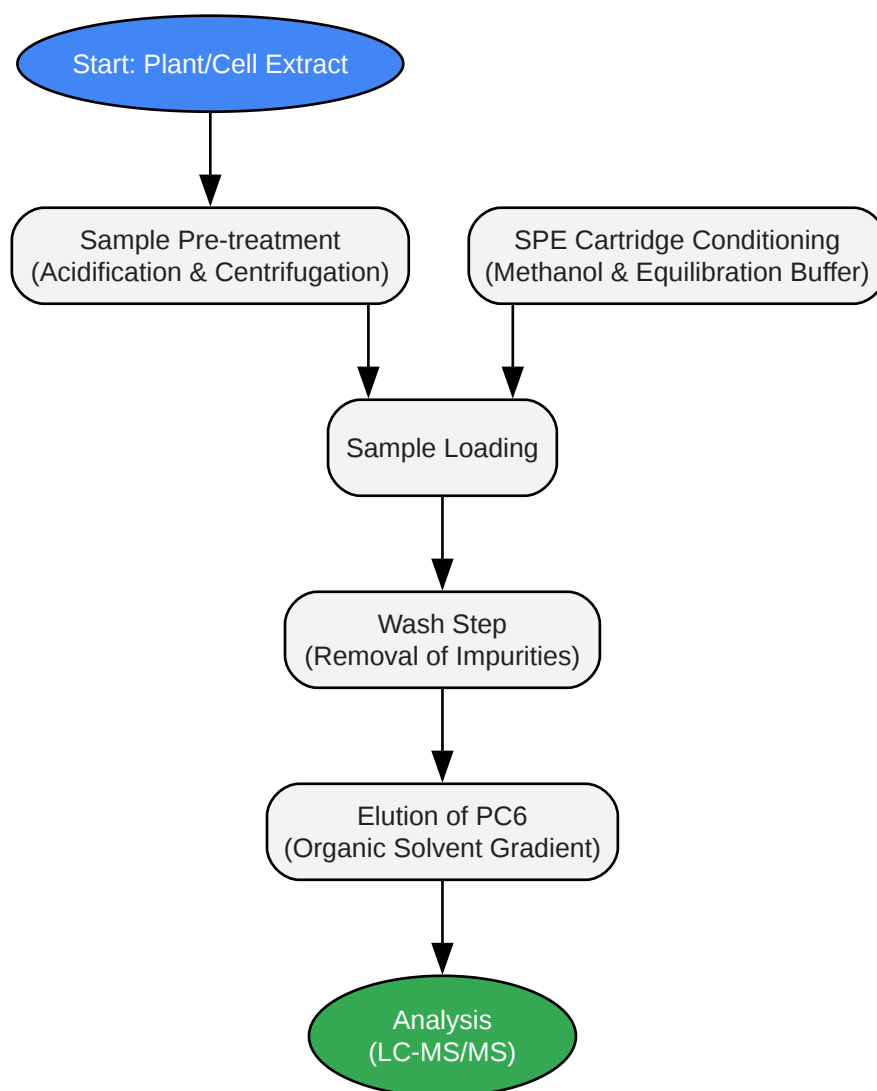 Start: Plant/Cell Extract
Sample Pre-treatment
(Acidification & Centrifugation)
SPE Cartridge Conditioning
(Methanol & Equilibration Buffer)
Sample Loading
Wash Step
(Removal of Impurities)
Elution of PC6
(Organic Solvent Gradient)
Analysis
(LC-MS/MS)